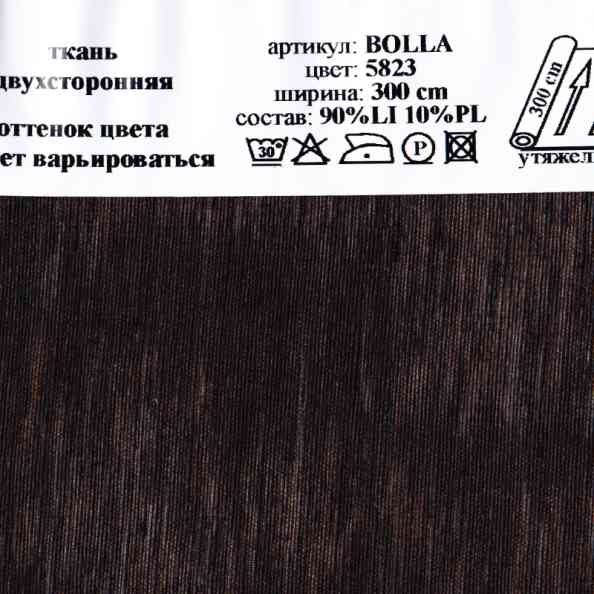 ткань
двухсторонняя
оттенок цвета
ет варьироваться
артикул: BOLLA
цвет: 5823
ширина: 300 cm
состав: 90%LI 10%PL
30°
P
300 cm
утяжел